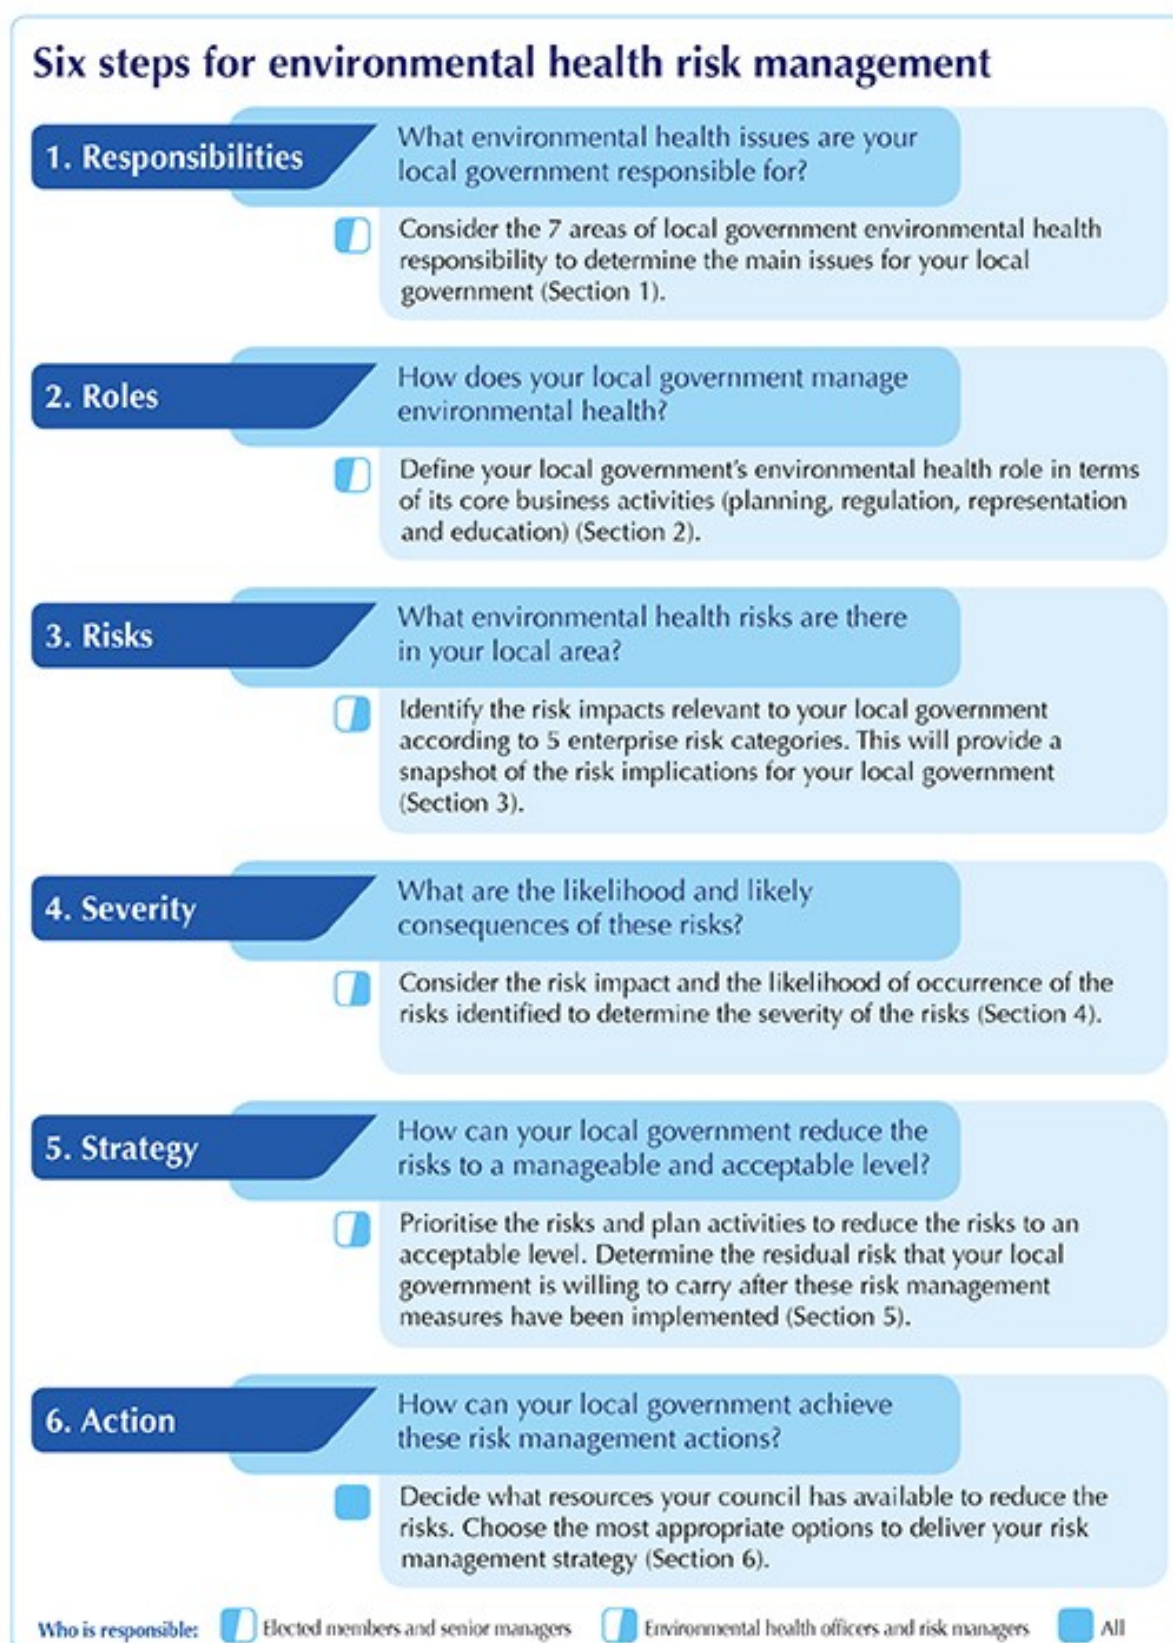 Six steps for environmental health risk management
1. Responsibilities
What environmental health issues are your
local government responsible for?
Consider the 7 areas of local government environmental health
responsibility to determine the main issues for your local
government (Section 1).
2. Roles
How does your local government manage
environmental health?
Define your local government's environmental health role in terms
of its core business activities (planning, regulation, representation
and education) (Section 2).
3. Risks
What environmental health risks are there
in your local area?
Identify the risk impacts relevant to your local government
according to 5 enterprise risk categories. This will provide a
snapshot of the risk implications for your local government
(Section 3).
4. Severity
What are the likelihood and likely
consequences of these risks?
Consider the risk impact and the likelihood of occurrence of the
risks identified to determine the severity of the risks (Section 4).
5. Strategy
How can your local government reduce the
risks to a manageable and acceptable level?
Prioritise the risks and plan activities to reduce the risks to an
acceptable level. Determine the residual risk that your local
government is willing to carry after these risk management
measures have been implemented (Section 5).
6. Action
How can your local government achieve
these risk management actions?
Decide what resources your council has available to reduce the
risks. Choose the most appropriate options to deliver your risk
management strategy (Section 6).
Who is responsible: Elected members and senior managers Environmental health officers and risk managers All